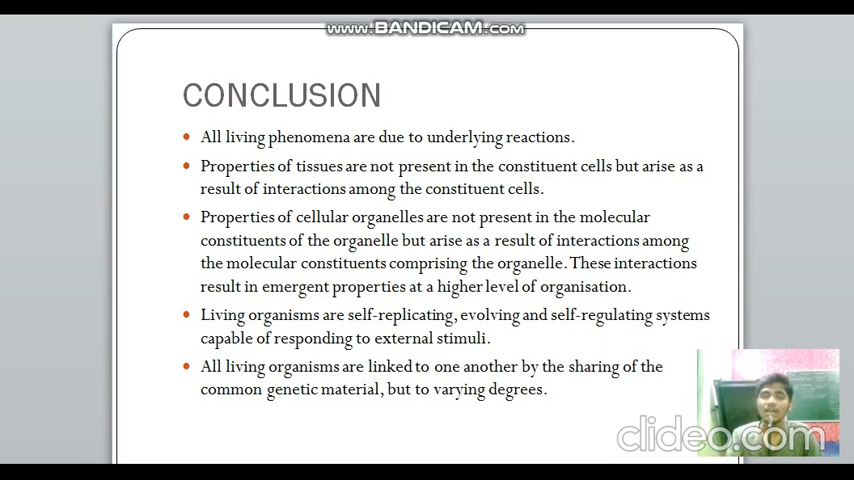 www.BANDICAM.com
CONCLUSION
• All living phenomena are due to underlying reactions.
• Properties of tissues are not present in the constituent cells but arise as a
result of interactions among the constituent cells.
• Properties of cellular organelles are not present in the molecular
constituents of the organelle but arise as a result of interactions among
the molecular constituents comprising the organelle. These interactions
result in emergent properties at a higher level of organisation.
• Living organisms are self-replicating, evolving and self-regulating systems
capable of responding to external stimuli.
• All living organisms are linked to one another by the sharing of the
common genetic material, but to varying degrees.
clideo.com